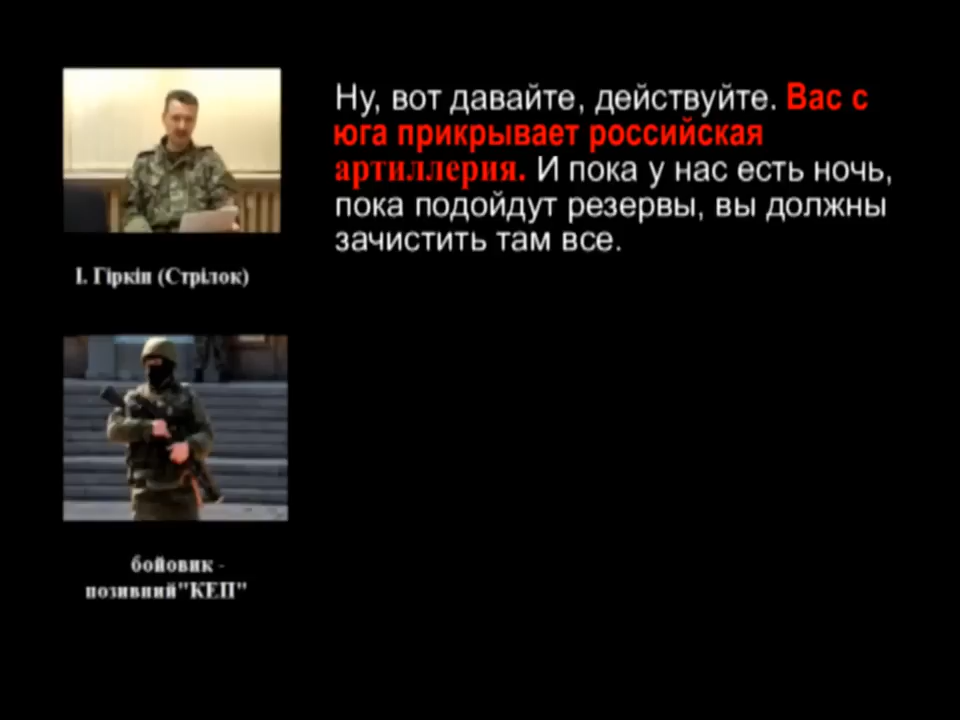 Ну, вот давайте, действуйте. Вас с
юга прикрывает российская
артиллерия. И пока у нас есть ночь,
пока подойдут резервы, вы должны
зачистить там все.
І. Гіркін (Стрілок)
бойовик -
позивний"КЕП"